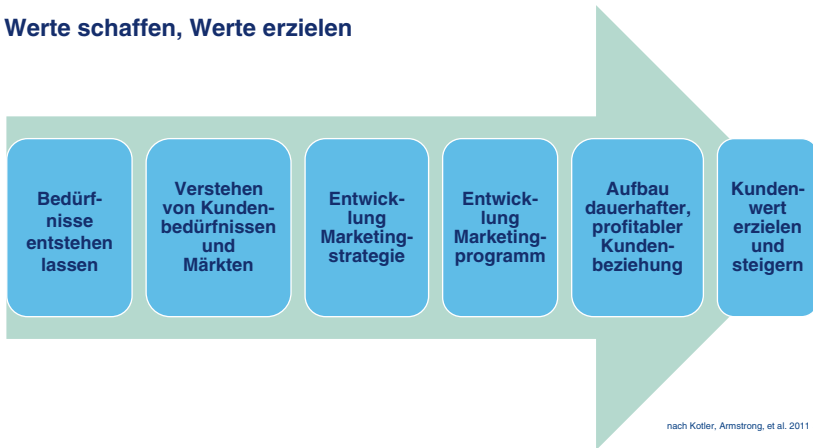 Werte schaffen, Werte erzielen
Bedürf-
nisse
entstehen
lassen
Verstehen
von Kunden-
bedürfnissen
und
Märkten
Entwick-
lung
Marketing-
strategie
Entwick-
lung
Marketing-
programm
Aufbau
dauerhafter,
profitabler
Kunden-
beziehung
Kunden-
wert
erzielen
und
steigern
nach Kotler, Armstrong, et al. 2011